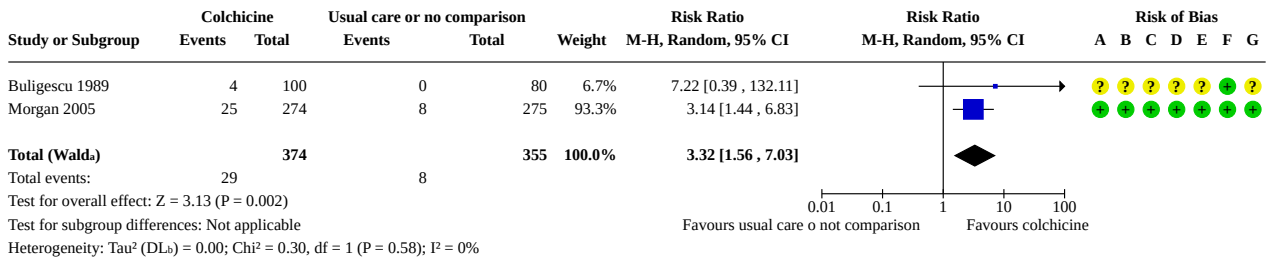 Colchicine Usual care or no comparison Risk Ratio Risk Ratio Risk of Bias
Study or Subgroup Events Total Events Total Weight M-H, Random, 95% CI M-H, Random, 95% CI A B C D E F G
Buligescu 1989 4 100 0 80 6.7% 7.22 [0.39 , 132.11] ? ? ? ? ? + ?
Morgan 2005 25 274 8 275 93.3% 3.14 [1.44 , 6.83] + + + + + + +
Total (Walda) 374 355 100.0% 3.32 [1.56 , 7.03]
Total events: 29 8
Test for overall effect: Z = 3.13 (P = 0.002)
0.01 0.1 1 10 100
Test for subgroup differences: Not applicable
Favours usual care o not comparison Favours colchicine
Heterogeneity: Tau² (DLb) = 0.00; Chi² = 0.30, df = 1 (P = 0.58); I² = 0%